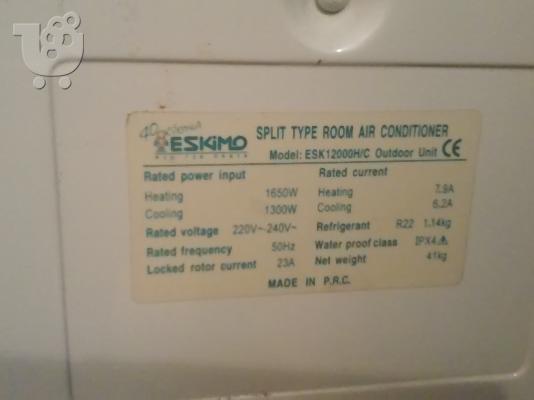 40 χρόνια
ESKIMO
SPLIT TYPE ROOM AIR CONDITIONER
Model: ESK12000H/C Outdoor Unit CE
Rated power input
Heating 1650W
Cooling 1300W
Rated voltage 220V~240V~
Rated frequency 50Hz
Locked rotor current 23A
Rated current
Heating 7.9A
Cooling 6.2A
Refrigerant R22 1.14kg
Water proof class IPX4
Net weight 41kg
MADE IN P.R.C.